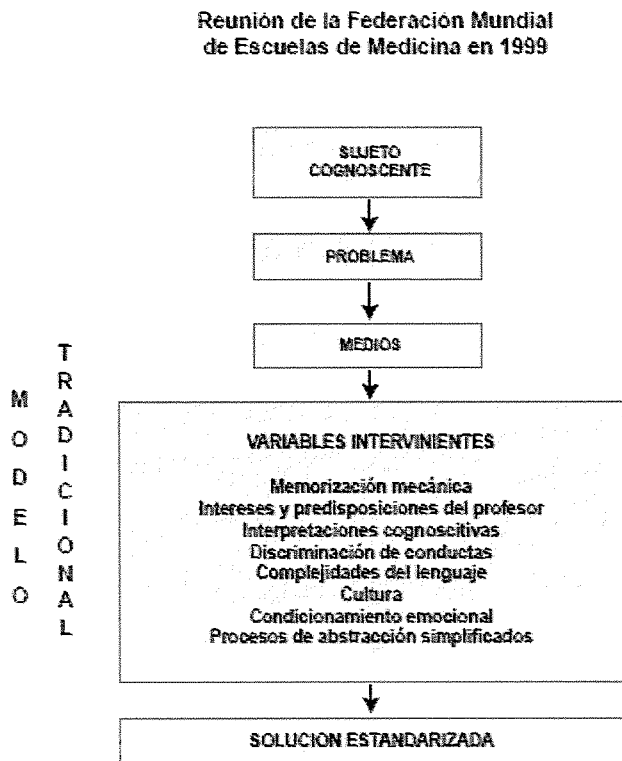 Reunión de la Federación Mundial
de Escuelas de Medicina en 1999
SUJETO
COGNOSCENTE
PROBLEMA
MEDIOS
MODELO
TRADICIONAL
VARIABLES INTERVINIENTES
Memorización mecánica
Intereses y predisposiciones del profesor
Interpretaciones cognoscitivas
Discriminación de conductas
Complejidades del lenguaje
Cultura
Condicionamiento emocional
Procesos de abstracción simplificados
SOLUCION ESTANDARIZADA